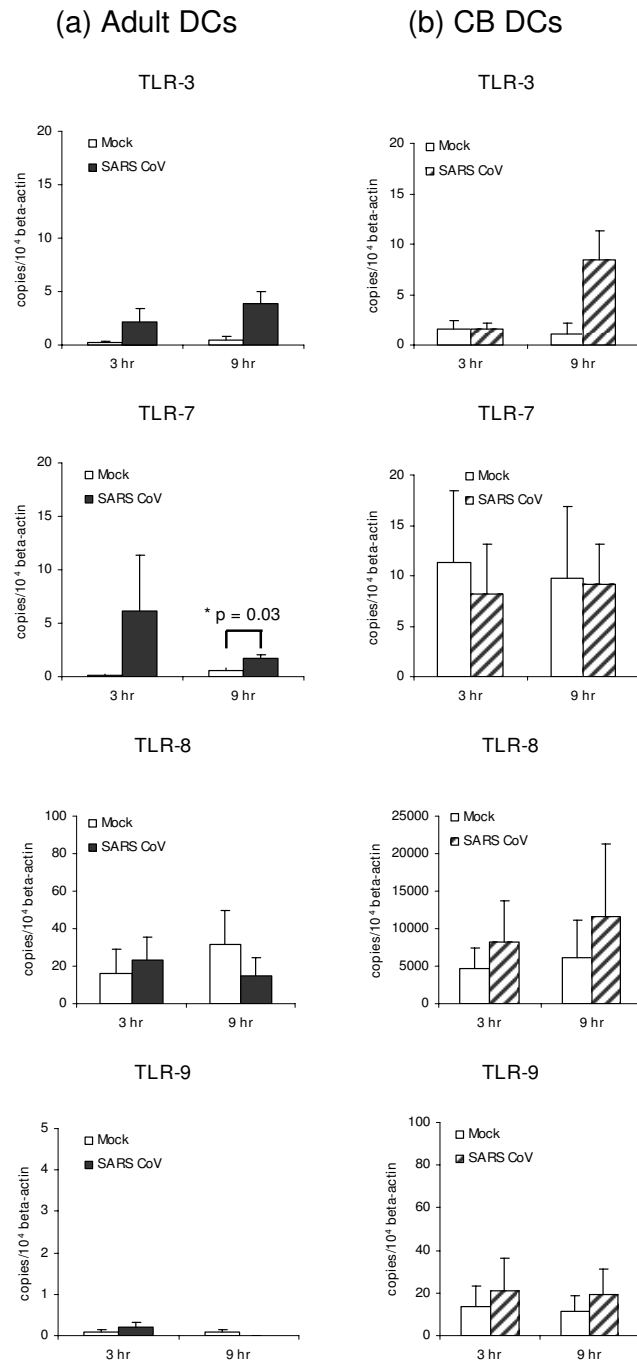 (a) Adult DCs
TLR-3
20
15
10
5
0
copies/10⁴ beta-actin
Mock
SARS CoV
3 hr 9 hr
TLR-7
20
15
10
5
0
copies/10⁴ beta-actin
Mock
SARS CoV
* p = 0.03
3 hr 9 hr
TLR-8
100
80
60
40
20
0
copies/10⁴ beta-actin
Mock
SARS CoV
3 hr 9 hr
TLR-9
5
4
3
2
1
0
copies/10⁴ beta-actin
Mock
SARS CoV
3 hr 9 hr
(b) CB DCs
TLR-3
20
15
10
5
0
copies/10⁴ beta-actin
Mock
SARS CoV
3 hr 9 hr
TLR-7
20
15
10
5
0
copies/10⁴ beta-actin
Mock
SARS CoV
3 hr 9 hr
TLR-8
25000
20000
15000
10000
5000
0
copies/10⁴ beta-actin
Mock
SARS CoV
3 hr 9 hr
TLR-9
100
80
60
40
20
0
copies/10⁴ beta-actin
Mock
SARS CoV
3 hr 9 hr